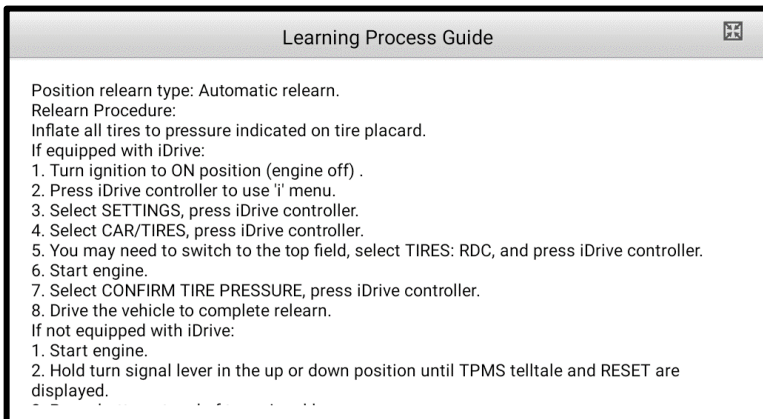 Learning Process Guide
Position relearn type: Automatic relearn.
Relearn Procedure:
Inflate all tires to pressure indicated on tire placard.
If equipped with iDrive:
1. Turn ignition to ON position (engine off) .
2. Press iDrive controller to use 'i' menu.
3. Select SETTINGS, press iDrive controller.
4. Select CAR/TIRES, press iDrive controller.
5. You may need to switch to the top field, select TIRES: RDC, and press iDrive controller.
6. Start engine.
7. Select CONFIRM TIRE PRESSURE, press iDrive controller.
8. Drive the vehicle to complete relearn.
If not equipped with iDrive:
1. Start engine.
2. Hold turn signal lever in the up or down position until TPMS telltale and RESET are
displayed.